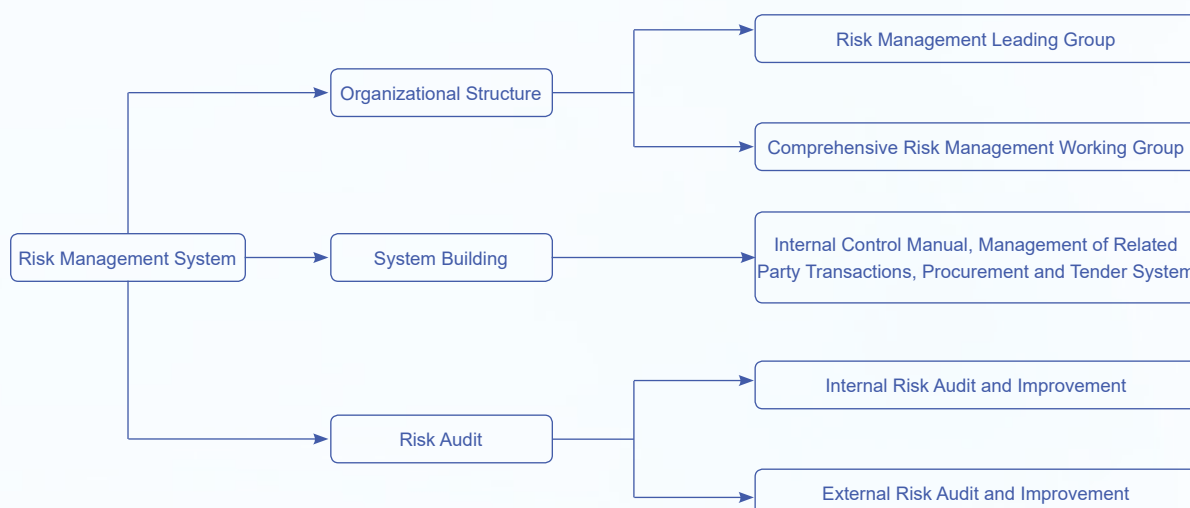 Risk Management Leading Group
Organizational Structure
Comprehensive Risk Management Working Group
Risk Management System
System Building
Internal Control Manual, Management of Related
Party Transactions, Procurement and Tender System
Internal Risk Audit and Improvement
Risk Audit
External Risk Audit and Improvement